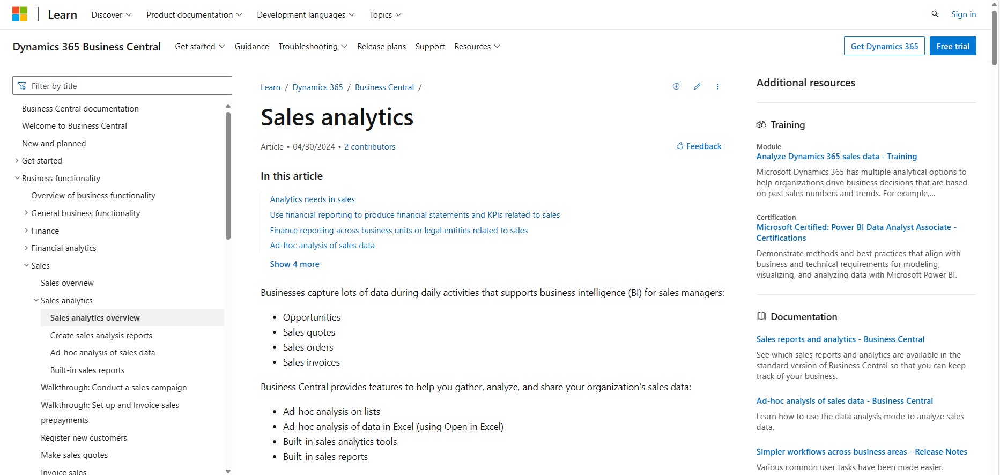 Learn
Discover
Product documentation
Development languages
Topics
Sign in
Dynamics 365 Business Central
Get started
Guidance
Troubleshooting
Release plans
Support
Resources
Get Dynamics 365
Free trial
Filter by title
Business Central documentation
Welcome to Business Central
New and planned
Get started
Business functionality
Overview of business functionality
General business functionality
Finance
Financial analytics
Sales
Sales overview
Sales analytics
Sales analytics overview
Create sales analysis reports
Ad-hoc analysis of sales data
Built-in sales reports
Walkthrough: Conduct a sales campaign
Walkthrough: Set up and Invoice sales
prepayments
Register new customers
Make sales quotes
Invoice sales
Learn / Dynamics 365 / Business Central /
Sales analytics
Article • 04/30/2024 • 2 contributors
Feedback
In this article
Analytics needs in sales
Use financial reporting to produce financial statements and KPIs related to sales
Finance reporting across business units or legal entities related to sales
Ad-hoc analysis of sales data
Show 4 more
Businesses capture lots of data during daily activities that supports business intelligence (BI) for sales managers:
• Opportunities
• Sales quotes
• Sales orders
• Sales invoices
Business Central provides features to help you gather, analyze, and share your organization's sales data:
• Ad-hoc analysis on lists
• Ad-hoc analysis of data in Excel (using Open in Excel)
• Built-in sales analytics tools
• Built-in sales reports
Additional resources
Training
Module
Analyze Dynamics 365 sales data - Training
Microsoft Dynamics 365 has multiple analytical options to
help organizations drive business decisions that are based
on past sales numbers and trends. For example,...
Certification
Microsoft Certified: Power BI Data Analyst Associate -
Certifications
Demonstrate methods and best practices that align with
business and technical requirements for modeling,
visualizing, and analyzing data with Microsoft Power BI.
Documentation
Sales reports and analytics - Business Central
See which sales reports and analytics are available in the
standard version of Business Central so that you can keep
track of your business.
Ad-hoc analysis of sales data - Business Central
Learn how to use the data analysis mode to analyze sales
data.
Simpler workflows across business areas - Release Notes
Various common user tasks have been made easier.